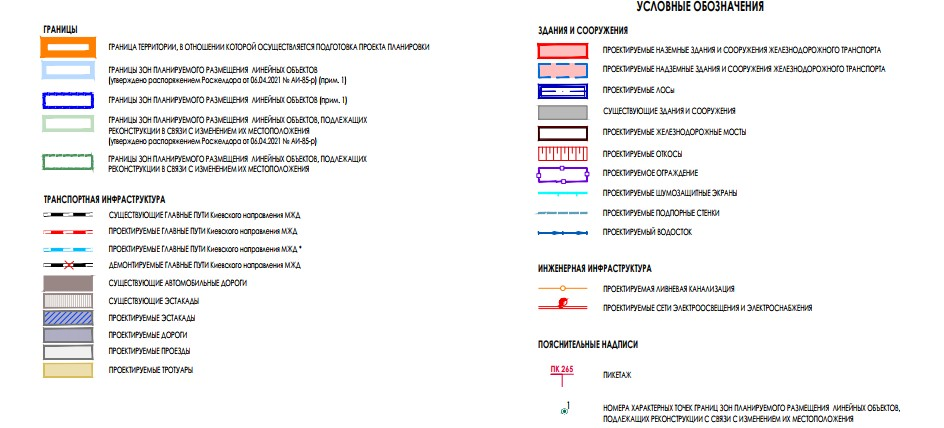 УСЛОВНЫЕ ОБОЗНАЧЕНИЯ
ГРАНИЦЫ
ГРАНИЦА ТЕРРИТОРИИ, В ОТНОШЕНИИ КОТОРОЙ ОСУЩЕСТВЛЯЕТСЯ ПОДГОТОВКА ПРОЕКТА ПЛАНИРОВКИ
ГРАНИЦЫ ЗОН ПЛАНИРУЕМОГО РАЗМЕЩЕНИЯ ЛИНЕЙНЫХ ОБЪЕКТОВ
(утверждено распоряжением Росжелдора от 06.04.2021 № АИ-85-р) (прим. 1)
ГРАНИЦЫ ЗОН ПЛАНИРУЕМОГО РАЗМЕЩЕНИЯ ЛИНЕЙНЫХ ОБЪЕКТОВ (прим. 1)
ГРАНИЦЫ ЗОН ПЛАНИРУЕМОГО РАЗМЕЩЕНИЯ ЛИНЕЙНЫХ ОБЪЕКТОВ, ПОДЛЕЖАЩИХ
РЕКОНСТРУКЦИИ В СВЯЗИ С ИЗМЕНЕНИЕМ ИХ МЕСТОПОЛОЖЕНИЯ
(утверждено распоряжением Росжелдора от 06.04.2021 № АИ-85-р)
ГРАНИЦЫ ЗОН ПЛАНИРУЕМОГО РАЗМЕЩЕНИЯ ЛИНЕЙНЫХ ОБЪЕКТОВ, ПОДЛЕЖАЩИХ
РЕКОНСТРУКЦИИ В СВЯЗИ С ИЗМЕНЕНИЕМ ИХ МЕСТОПОЛОЖЕНИЯ
ТРАНСПОРТНАЯ ИНФРАСТРУКТУРА
СУЩЕСТВУЮЩИЕ ГЛАВНЫЕ ПУТИ Киевского направления МЖД
ПРОЕКТИРУЕМЫЕ ГЛАВНЫЕ ПУТИ Киевского направления МЖД
ПРОЕКТИРУЕМЫЕ ГЛАВНЫЕ ПУТИ Киевского направления МЖД *
ДЕМОНТИРУЕМЫЕ ГЛАВНЫЕ ПУТИ Киевского направления МЖД
СУЩЕСТВУЮЩИЕ АВТОМОБИЛЬНЫЕ ДОРОГИ
СУЩЕСТВУЮЩИЕ ЭСТАКАДЫ
ПРОЕКТИРУЕМЫЕ ЭСТАКАДЫ
ПРОЕКТИРУЕМЫЕ ДОРОГИ
ПРОЕКТИРУЕМЫЕ ПРОЕЗДЫ
ПРОЕКТИРУЕМЫЕ ТРОТУАРЫ
ЗДАНИЯ И СООРУЖЕНИЯ
ПРОЕКТИРУЕМЫЕ НАЗЕМНЫЕ ЗДАНИЯ И СООРУЖЕНИЯ ЖЕЛЕЗНОДОРОЖНОГО ТРАНСПОРТА
ПРОЕКТИРУЕМЫЕ НАДЗЕМНЫЕ ЗДАНИЯ И СООРУЖЕНИЯ ЖЕЛЕЗНОДОРОЖНОГО ТРАНСПОРТА
ПРОЕКТИРУЕМЫЕ ЛОСы
СУЩЕСТВУЮЩИЕ ЗДАНИЯ И СООРУЖЕНИЯ
ПРОЕКТИРУЕМЫЕ ЖЕЛЕЗНОДОРОЖНЫЕ МОСТЫ
ПРОЕКТИРУЕМЫЕ ОТКОСЫ
ПРОЕКТИРУЕМОЕ ОГРАЖДЕНИЕ
ПРОЕКТИРУЕМЫЕ ШУМОЗАЩИТНЫЕ ЭКРАНЫ
ПРОЕКТИРУЕМЫЕ ПОДПОРНЫЕ СТЕНКИ
ПРОЕКТИРУЕМЫЙ ВОДОСТОК
ИНЖЕНЕРНАЯ ИНФРАСТРУКТУРА
ПРОЕКТИРУЕМАЯ ЛИВНЕВАЯ КАНАЛИЗАЦИЯ
ПРОЕКТИРУЕМЫЕ СЕТИ ЭЛЕКТРООСВЕЩЕНИЯ И ЭЛЕКТРОСНАБЖЕНИЯ
ПОЯСНИТЕЛЬНЫЕ НАДПИСИ
ПК 265
ПИКЕТАЖ
1
НОМЕРА ХАРАКТЕРНЫХ ТОЧЕК ГРАНИЦ ЗОН ПЛАНИРУЕМОГО РАЗМЕЩЕНИЯ ЛИНЕЙНЫХ ОБЪЕКТОВ,
ПОДЛЕЖАЩИХ РЕКОНСТРУКЦИИ С СВЯЗИ С ИЗМЕНЕНИЕМ ИХ МЕСТОПОЛОЖЕНИЯ